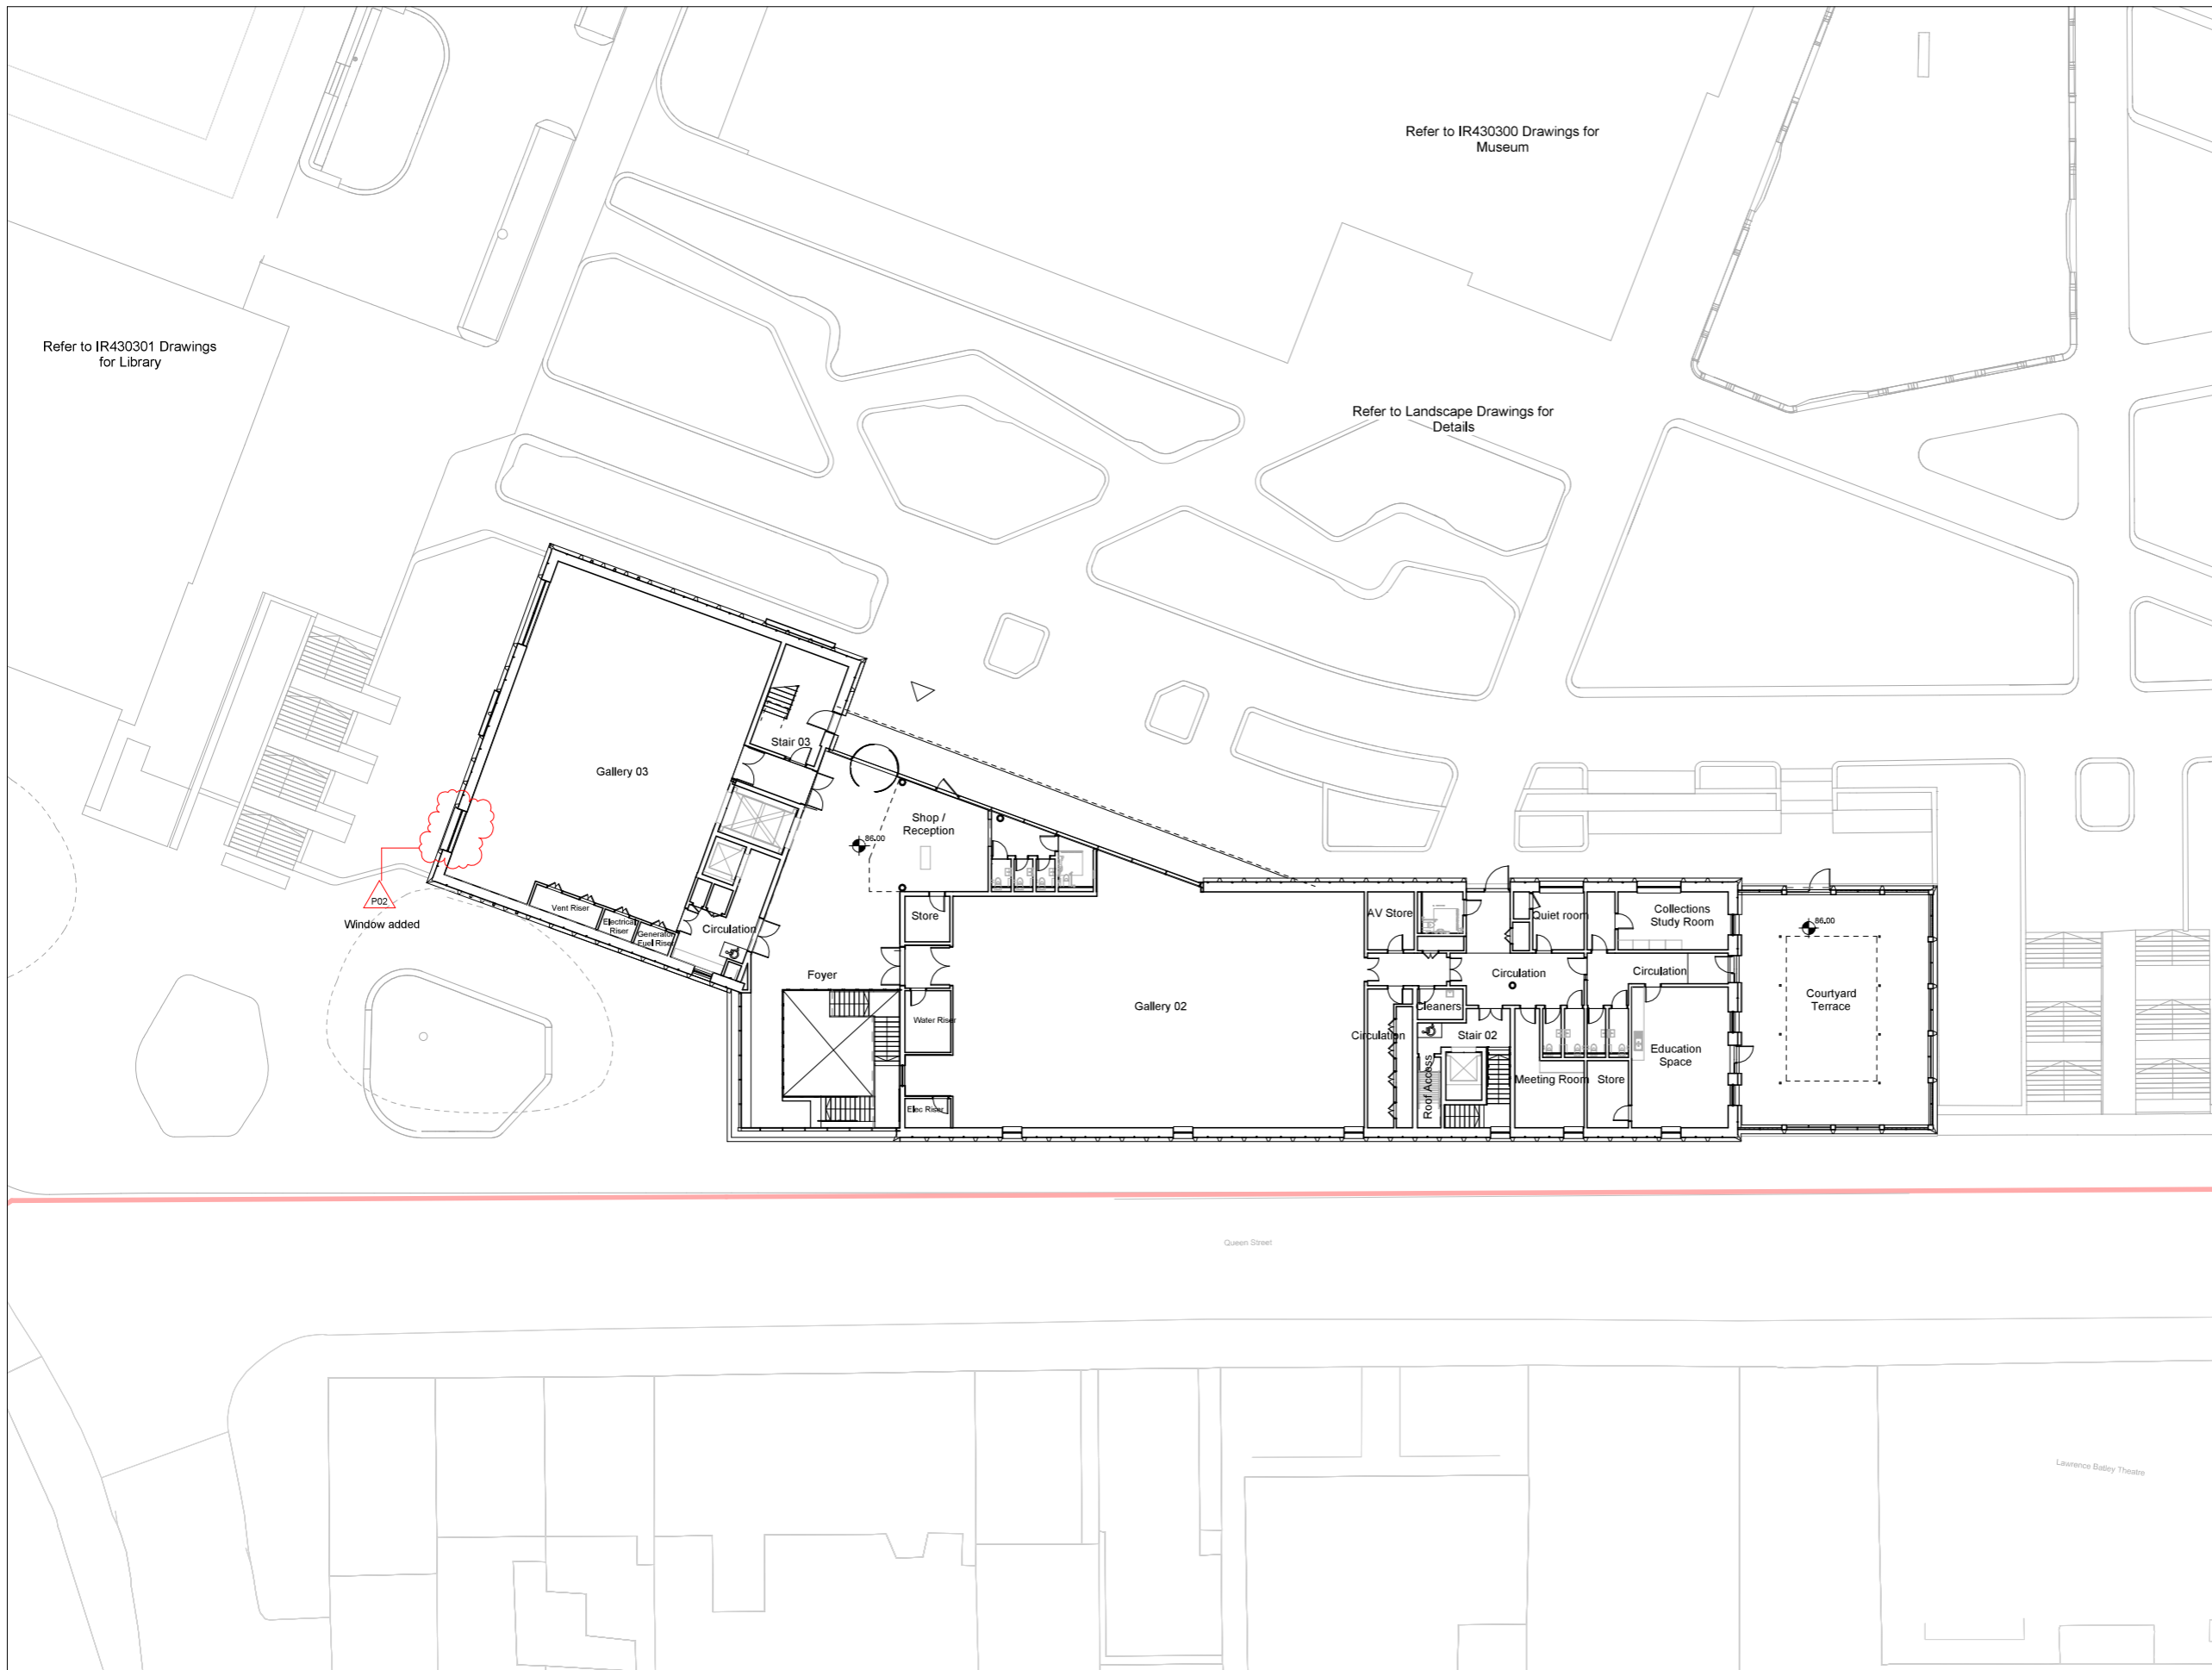 Refer to IR430300 Drawings for
Museum
Refer to IR430301 Drawings
for Library
Refer to Landscape Drawings for
Details
Stair 03
Gallery 03
Shop /
Reception
86.00
P02
Window added
Vent Riser
Electrical
Riser
Generator
Fuel Riser
Circulation
Store
AV Store
Quiet room
Collections
Study Room
86.00
Foyer
Circulation
Circulation
Courtyard
Terrace
Gallery 02
Cleaners
Water Riser
Circulation
Stair 02
Education
Space
Roof Access
Meeting Room
Store
Elec Riser
Queen Street
Lawrence Batley Theatre